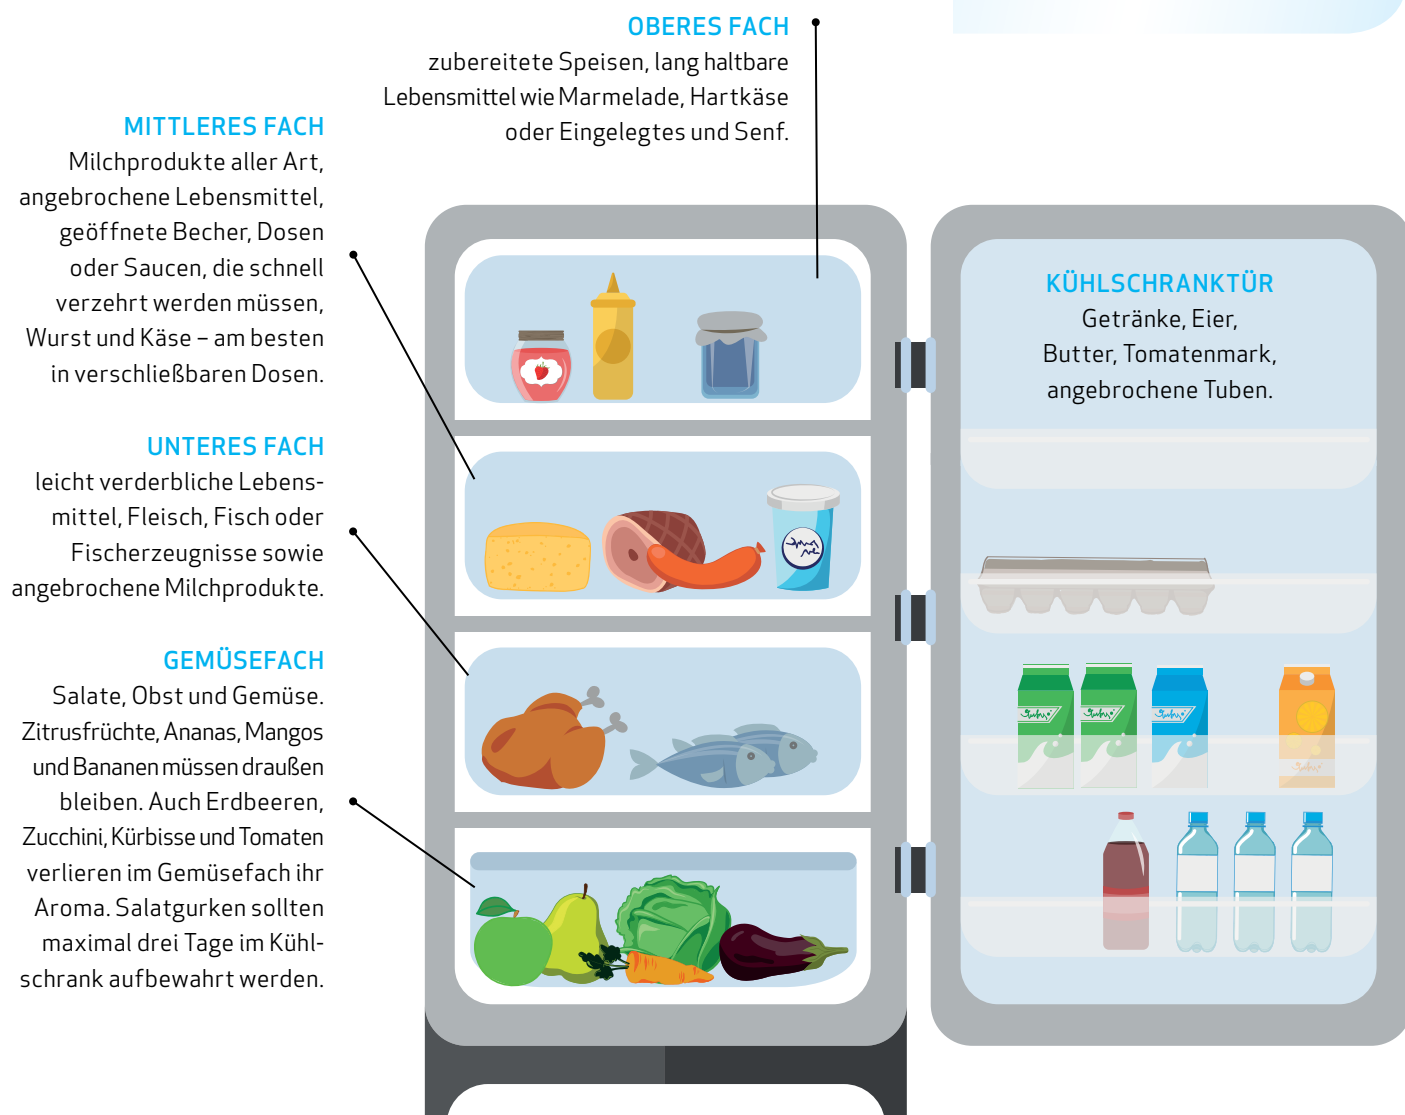 OBERES FACH
zubereitete Speisen, lang haltbare
Lebensmittel wie Marmelade, Hartkäse
oder Eingelegtes und Senf.
MITTLERES FACH
Milchprodukte aller Art,
angebrochene Lebensmittel,
geöffnete Becher, Dosen
oder Saucen, die schnell
verzehrt werden müssen,
Wurst und Käse – am besten
in verschließbaren Dosen.
UNTERES FACH
leicht verderbliche Lebens-
mittel, Fleisch, Fisch oder
Fischerzeugnisse sowie
angebrochene Milchprodukte.
GEMÜSEFACH
Salate, Obst und Gemüse.
Zitrusfrüchte, Ananas, Mangos
und Bananen müssen draußen
bleiben. Auch Erdbeeren,
Zucchini, Kürbisse und Tomaten
verlieren im Gemüsefach ihr
Aroma. Salatgurken sollten
maximal drei Tage im Kühl-
schrank aufbewahrt werden.
KÜHLSCHRANKTÜR
Getränke, Eier,
Butter, Tomatenmark,
angebrochene Tuben.